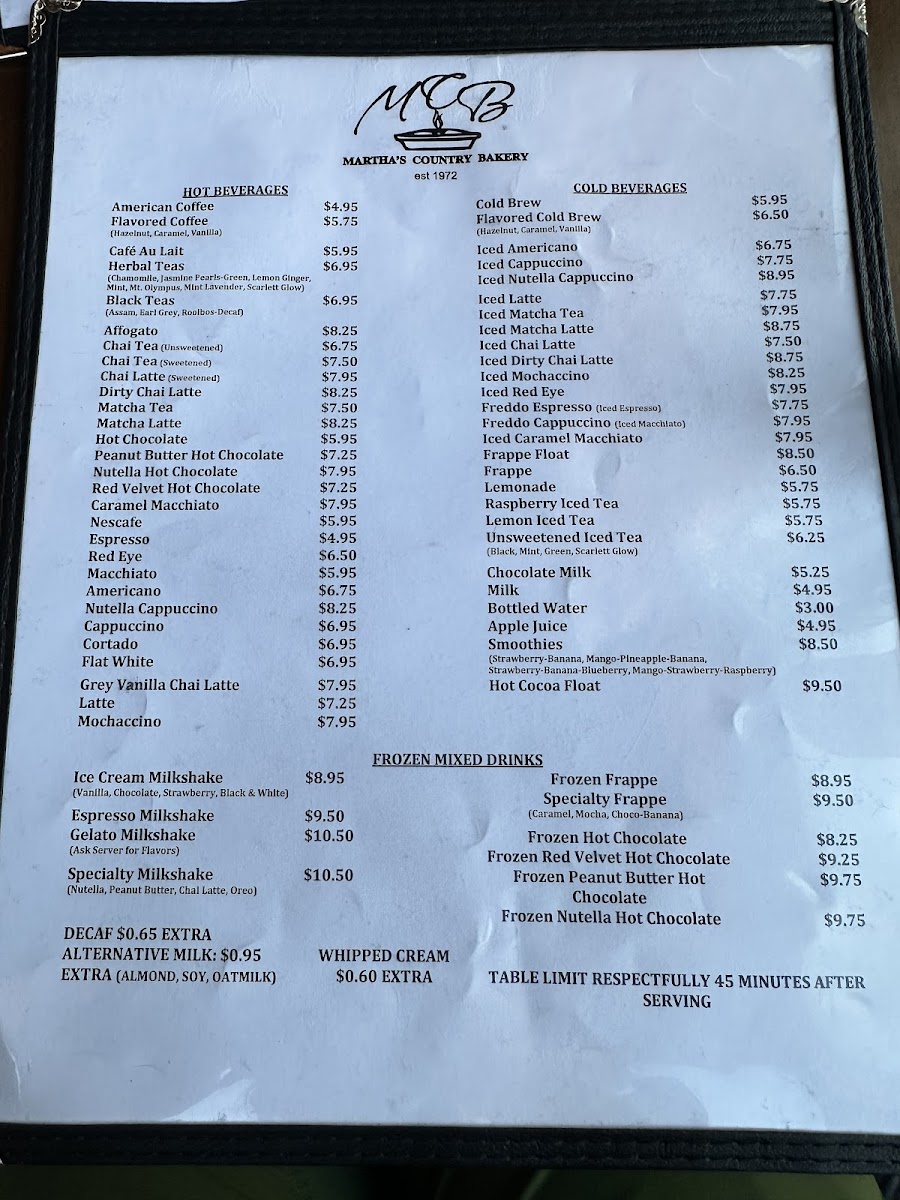 MCB
MARTHA'S COUNTRY BAKERY
est 1972
HOT BEVERAGES
American Coffee $4.95
Flavored Coffee $5.75
(Hazelnut, Caramel, Vanilla)
Café Au Lait $5.95
Herbal Teas $6.95
(Chamomile, Jasmine Pearls-Green, Lemon Ginger,
Mint, Mt. Olympus, Mint Lavender, Scarlett Glow)
Black Teas $6.95
(Assam, Earl Grey, Rooibos-Decaf)
Affogato $8.25
Chai Tea (Unsweetened) $6.75
Chai Tea (Sweetened) $7.50
Chai Latte (Sweetened) $7.95
Dirty Chai Latte $8.25
Matcha Tea $7.50
Matcha Latte $8.25
Hot Chocolate $5.95
Peanut Butter Hot Chocolate $7.25
Nutella Hot Chocolate $7.95
Red Velvet Hot Chocolate $7.25
Caramel Macchiato $7.95
Nescafe $5.95
Espresso $4.95
Red Eye $6.50
Macchiato $5.95
Americano $6.75
Nutella Cappuccino $8.25
Cappuccino $6.95
Cortado $6.95
Flat White $6.95
Grey Vanilla Chai Latte $7.95
Latte $7.25
Mochaccino $7.95
COLD BEVERAGES
Cold Brew $5.95
Flavored Cold Brew $6.50
(Hazelnut, Caramel, Vanilla)
Iced Americano $6.75
Iced Cappuccino $7.75
Iced Nutella Cappuccino $8.95
Iced Latte $7.75
Iced Matcha Tea $7.95
Iced Matcha Latte $8.75
Iced Chai Latte $7.50
Iced Dirty Chai Latte $8.75
Iced Mochaccino $8.25
Iced Red Eye $7.95
Freddo Espresso (Iced Espresso) $7.75
Freddo Cappuccino (Iced Macchiato) $7.95
Iced Caramel Macchiato $7.95
Frappe Float $8.50
Frappe $6.50
Lemonade $5.75
Raspberry Iced Tea $5.75
Lemon Iced Tea $5.75
Unsweetened Iced Tea $6.25
(Black, Mint, Green, Scarlett Glow)
Chocolate Milk $5.25
Milk $4.95
Bottled Water $3.00
Apple Juice $4.95
Smoothies $8.50
(Strawberry-Banana, Mango-Pineapple-Banana,
Strawberry-Banana-Blueberry, Mango-Strawberry-Raspberry)
Hot Cocoa Float $9.50
FROZEN MIXED DRINKS
Ice Cream Milkshake $8.95
(Vanilla, Chocolate, Strawberry, Black & White)
Espresso Milkshake $9.50
Gelato Milkshake $10.50
(Ask Server for Flavors)
Specialty Milkshake $10.50
(Nutella, Peanut Butter, Chai Latte, Oreo)
Frozen Frappe $8.95
Specialty Frappe $9.50
(Caramel, Mocha, Choco-Banana)
Frozen Hot Chocolate $8.25
Frozen Red Velvet Hot Chocolate $9.25
Frozen Peanut Butter Hot $9.75
Chocolate
Frozen Nutella Hot Chocolate $9.75
DECAF $0.65 EXTRA
ALTERNATIVE MILK: $0.95
EXTRA (ALMOND, SOY, OATMILK)
WHIPPED CREAM
$0.60 EXTRA
TABLE LIMIT RESPECTFULLY 45 MINUTES AFTER
SERVING